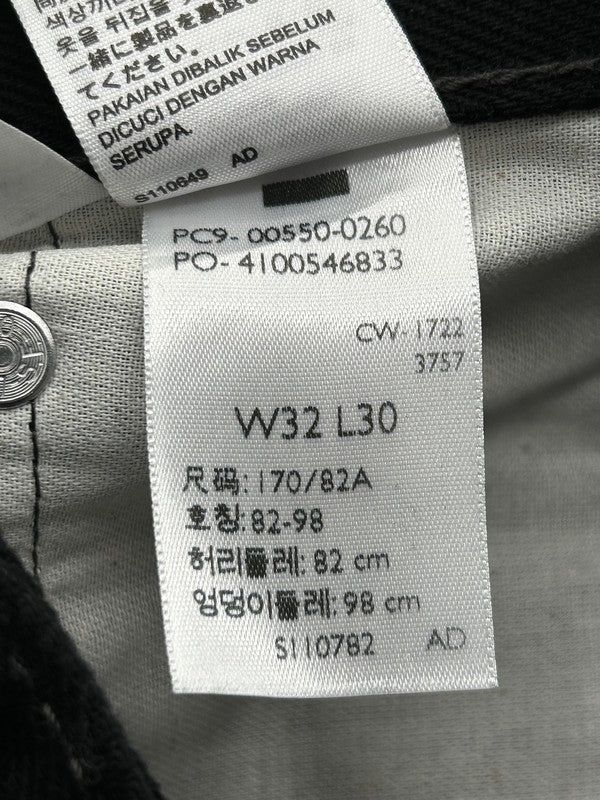 색상끼리
옷을 뒤집을
一緒に製品を裏返
てください。
PAKAIAN DIBALIK SEBELUM
DICUCI DENGAN WARNA
SERUPA.
S110649 AD
PC9- 00550-0260
PO- 4100546833
CW- 1722
3757
W32 L30
尺码: 170/82A
호칭: 82-98
허리둘레: 82 cm
엉덩이둘레: 98 cm
S110782 AD